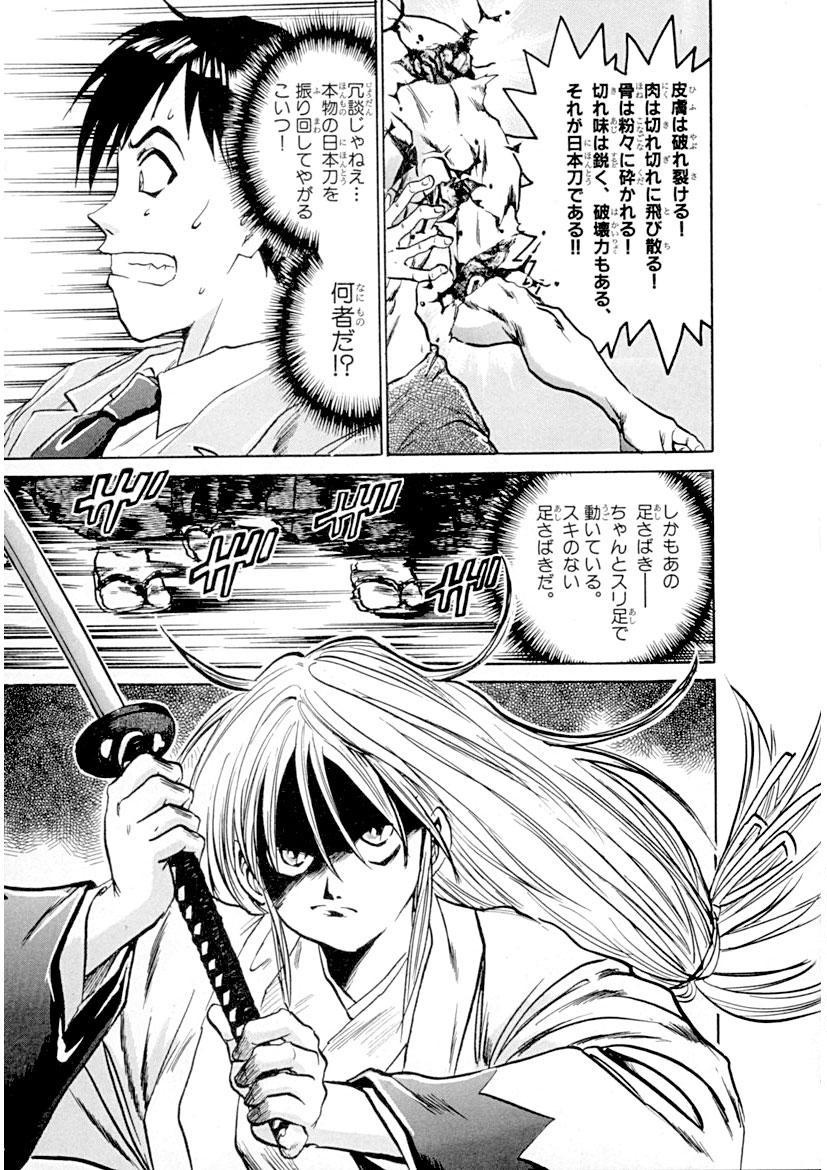 皮膚は破れ裂ける！
肉は切れ切れに飛び散る！
骨は粉々に砕かれる！
切れ味は鋭く、破壊力もある、
それが日本刀である!!
冗談じゃねえ…
本物の日本刀を
振り回してやがる
こいつ！
何者だ!?
しかもあの
足さばき──
ちゃんとスリ足で
動いている。
スキのない
足さばきだ。
ザザッ
ザザッ
ザザッ
ザザッ